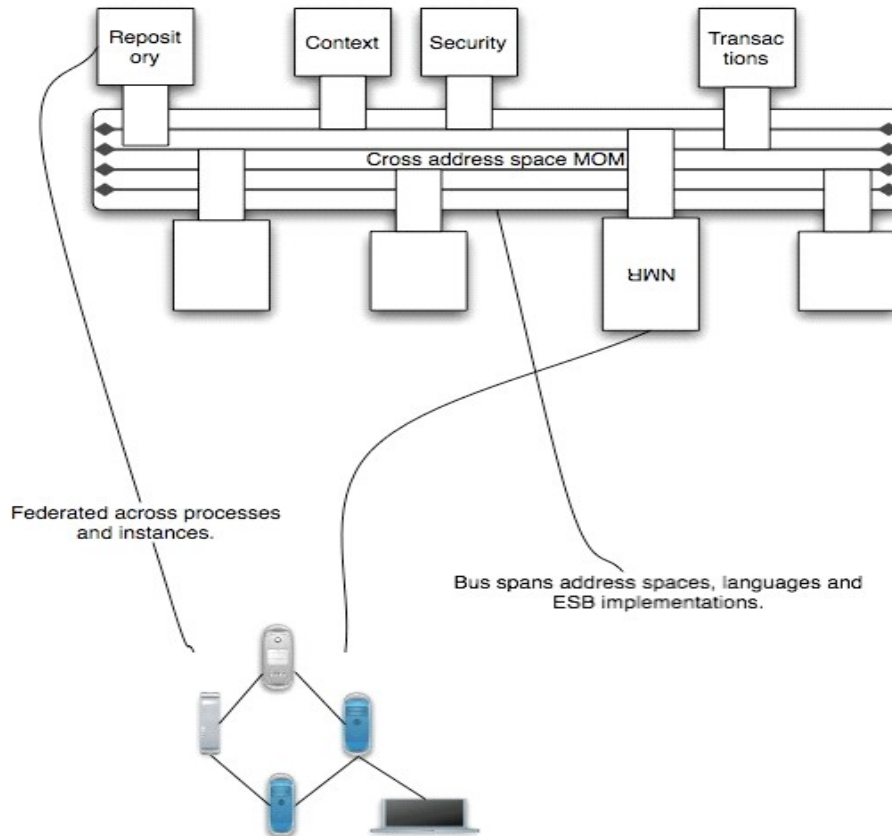 Reposit
ory
Context
Security
Transac
tions
Cross address space MOM
NMR
Federated across processes
and instances.
Bus spans address spaces, languages and
ESB implementations.